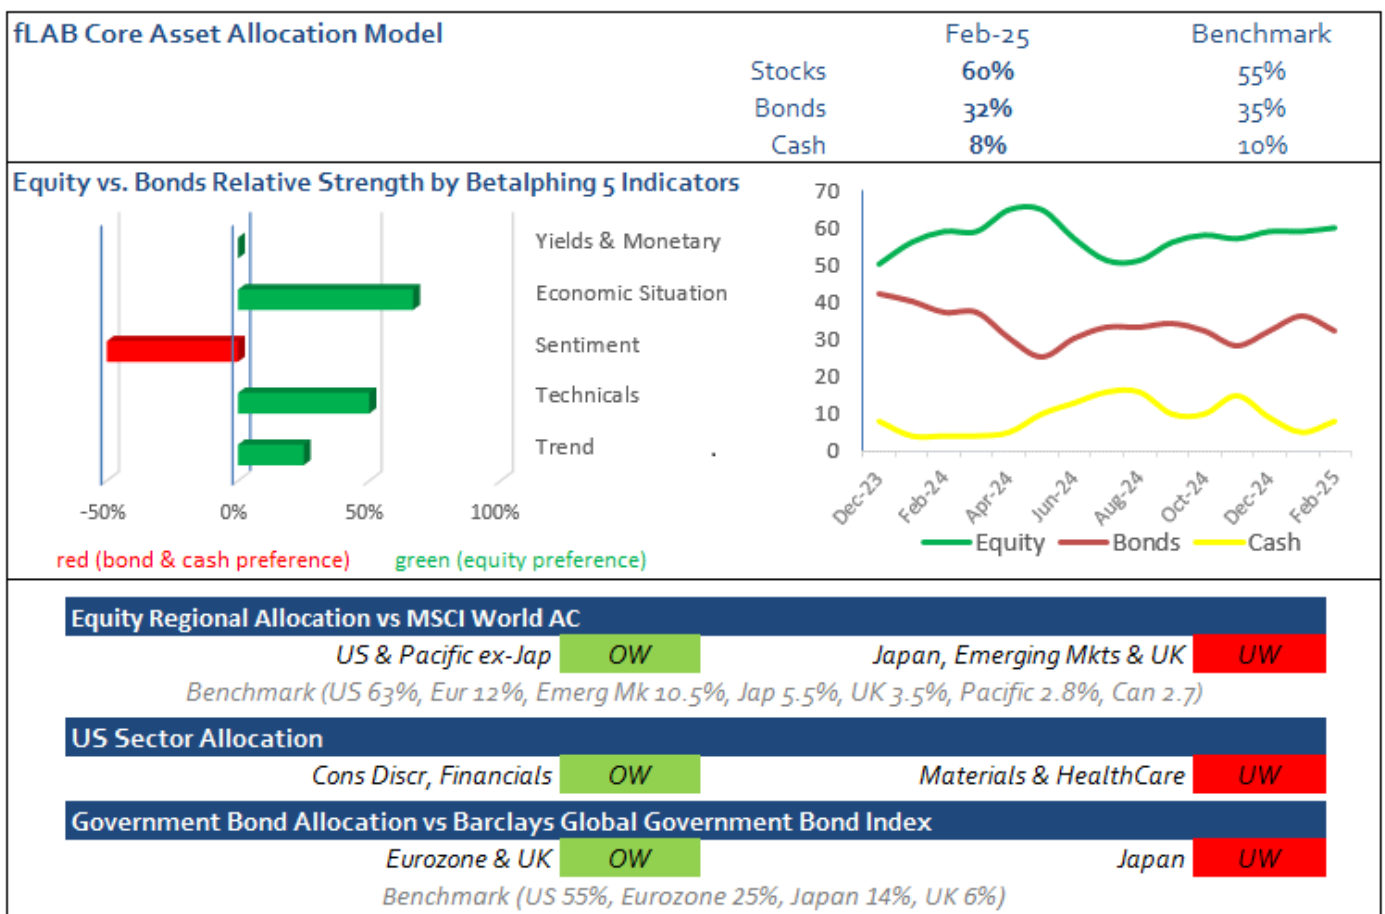 fLAB Core Asset Allocation Model Feb-25 Benchmark
Stocks 60% 55%
Bonds 32% 35%
Cash 8% 10%
Equity vs. Bonds Relative Strength by Betalphing 5 Indicators
Yields & Monetary
Economic Situation
Sentiment
Technicals
Trend .
-50% 0% 50% 100%
red (bond & cash preference) green (equity preference)
70
60
50
40
30
20
10
0
Dec-23 Feb-24 Apr-24 Jun-24 Aug-24 Oct-24 Dec-24 Feb-25
Equity Bonds Cash
Equity Regional Allocation vs MSCI World AC
US & Pacific ex-Jap OW Japan, Emerging Mkts & UK UW
Benchmark (US 63%, Eur 12%, Emerg Mk 10.5%, Jap 5.5%, UK 3.5%, Pacific 2.8%, Can 2.7)
US Sector Allocation
Cons Discr, Financials OW Materials & HealthCare UW
Government Bond Allocation vs Barclays Global Government Bond Index
Eurozone & UK OW Japan UW
Benchmark (US 55%, Eurozone 25%, Japan 14%, UK 6%)